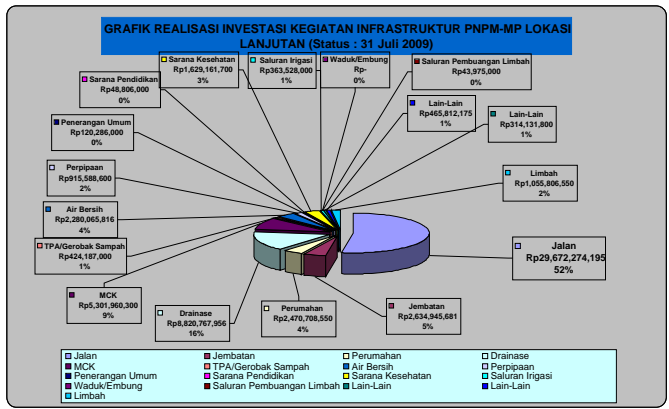 GRAFIK REALISASI INVESTASI KEGIATAN INFRASTRUKTUR PNPM-MP LOKASI
LANJUTAN (Status : 31 Juli 2009)
Sarana Kesehatan
Rp1,629,161,700
3%
Saluran Irigasi
Rp363,528,000
1%
Waduk/Embung
Rp-
0%
Saluran Pembuangan Limbah
Rp43,975,000
0%
Sarana Pendidikan
Rp48,806,000
0%
Lain-Lain
Rp465,812,175
1%
Lain-Lain
Rp314,131,800
1%
Penerangan Umum
Rp120,286,000
0%
Perpipaan
Rp915,588,600
2%
Limbah
Rp1,055,806,550
2%
Air Bersih
Rp2,280,065,816
4%
TPA/Gerobak Sampah
Rp424,187,000
1%
Jalan
Rp29,672,274,195
52%
MCK
Rp5,301,960,300
9%
Drainase
Rp8,820,767,956
16%
Perumahan
Rp2,470,708,550
4%
Jembatan
Rp2,634,945,681
5%
Jalan Jembatan Perumahan Drainase
MCK TPA/Gerobak Sampah Air Bersih Perpipaan
Penerangan Umum Sarana Pendidikan Sarana Kesehatan Saluran Irigasi
Waduk/Embung Saluran Pembuangan Limbah Lain-Lain Lain-Lain
Limbah